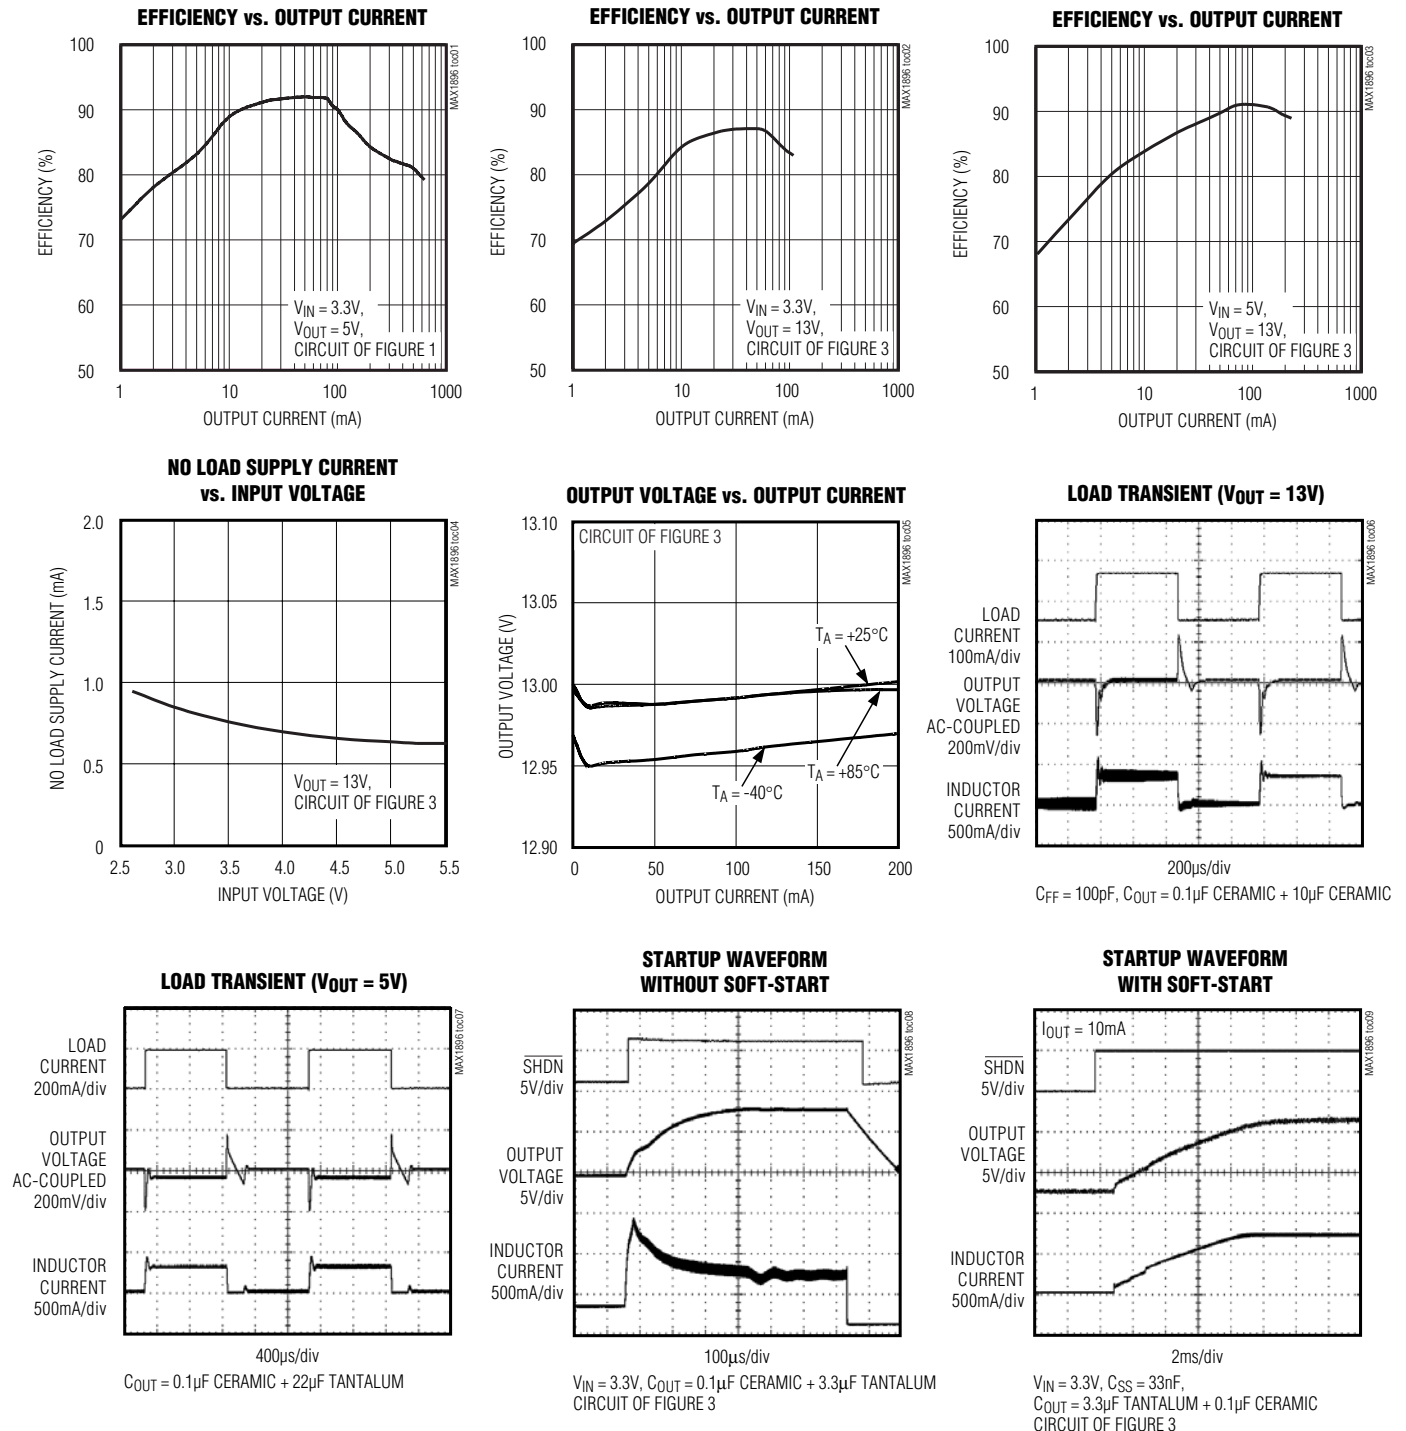 EFFICIENCY vs. OUTPUT CURRENT
MAX1896 toc01
EFFICIENCY (%)
100
90
80
70
60
50
VIN = 3.3V,
VOUT = 5V,
CIRCUIT OF FIGURE 1
1 10 100 1000
OUTPUT CURRENT (mA)
EFFICIENCY vs. OUTPUT CURRENT
MAX1896 toc02
EFFICIENCY (%)
100
90
80
70
60
50
VIN = 3.3V,
VOUT = 13V,
CIRCUIT OF FIGURE 3
1 10 100 1000
OUTPUT CURRENT (mA)
EFFICIENCY vs. OUTPUT CURRENT
MAX1896 toc03
EFFICIENCY (%)
100
90
80
70
60
50
VIN = 5V,
VOUT = 13V,
CIRCUIT OF FIGURE 3
1 10 100 1000
OUTPUT CURRENT (mA)
NO LOAD SUPPLY CURRENT
vs. INPUT VOLTAGE
MAX1896 toc04
NO LOAD SUPPLY CURRENT (mA)
2.0
1.5
1.0
0.5
0
VOUT = 13V,
CIRCUIT OF FIGURE 3
2.5 3.0 3.5 4.0 4.5 5.0 5.5
INPUT VOLTAGE (V)
OUTPUT VOLTAGE vs. OUTPUT CURRENT
MAX1896 toc05
OUTPUT VOLTAGE (V)
13.10
13.05
13.00
12.95
12.90
CIRCUIT OF FIGURE 3
TA = +25°C
TA = +85°C
TA = -40°C
0 50 100 150 200
OUTPUT CURRENT (mA)
LOAD TRANSIENT (VOUT = 13V)
MAX1896 toc06
LOAD
CURRENT
100mA/div
OUTPUT
VOLTAGE
AC-COUPLED
200mV/div
INDUCTOR
CURRENT
500mA/div
200µs/div
CFF = 100pF, COUT = 0.1µF CERAMIC + 10µF CERAMIC
LOAD TRANSIENT (VOUT = 5V)
MAX1896 toc07
LOAD
CURRENT
200mA/div
OUTPUT
VOLTAGE
AC-COUPLED
200mV/div
INDUCTOR
CURRENT
500mA/div
400µs/div
COUT = 0.1µF CERAMIC + 22µF TANTALUM
STARTUP WAVEFORM
WITHOUT SOFT-START
MAX1896 toc08
SHDN
5V/div
OUTPUT
VOLTAGE
5V/div
INDUCTOR
CURRENT
500mA/div
100µs/div
VIN = 3.3V, COUT = 0.1µF CERAMIC + 3.3µF TANTALUM
CIRCUIT OF FIGURE 3
STARTUP WAVEFORM
WITH SOFT-START
MAX1896 toc09
IOUT = 10mA
SHDN
5V/div
OUTPUT
VOLTAGE
5V/div
INDUCTOR
CURRENT
500mA/div
2ms/div
VIN = 3.3V, CSS = 33nF,
COUT = 3.3µF TANTALUM + 0.1µF CERAMIC
CIRCUIT OF FIGURE 3